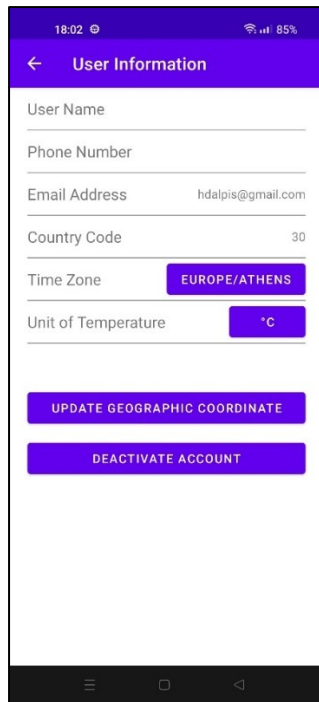 18:02 85%
User Information
User Name
Phone Number
Email Address hdalpis@gmail.com
Country Code 30
Time Zone EUROPE/ATHENS
Unit of Temperature °C
UPDATE GEOGRAPHIC COORDINATE
DEACTIVATE ACCOUNT